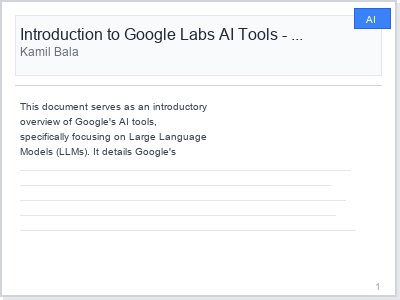 AI
Introduction to Google Labs AI Tools - ...
Kamil Bala
This document serves as an introductory
overview of Google's AI tools,
specifically focusing on Large Language
Models (LLMs). It details Google's
1